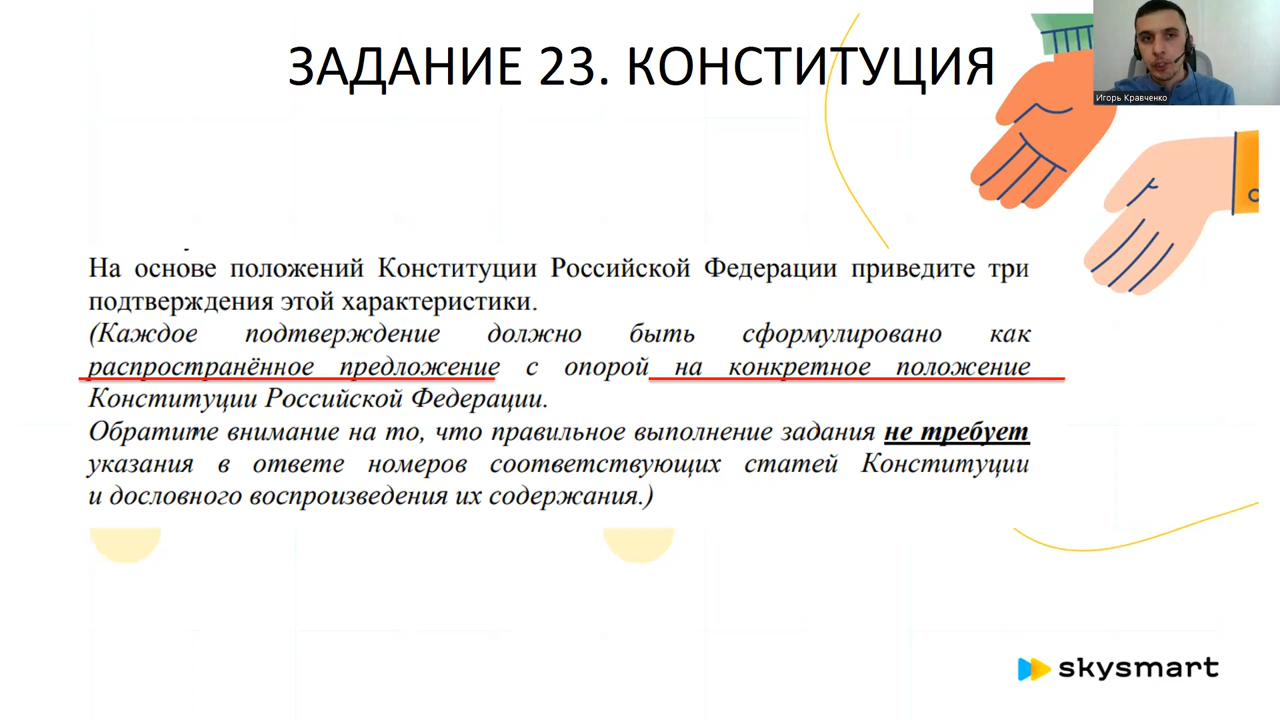 ЗАДАНИЕ 23. КОНСТИТУЦИЯ
Игорь Кравченко
На основе положений Конституции Российской Федерации приведите три
подтверждения этой характеристики.
(Каждое подтверждение должно быть сформулировано как
распространённое предложение с опорой на конкретное положение
Конституции Российской Федерации.
Обратите внимание на то, что правильное выполнение задания не требует
указания в ответе номеров соответствующих статей Конституции
и дословного воспроизведения их содержания.)
skysmart